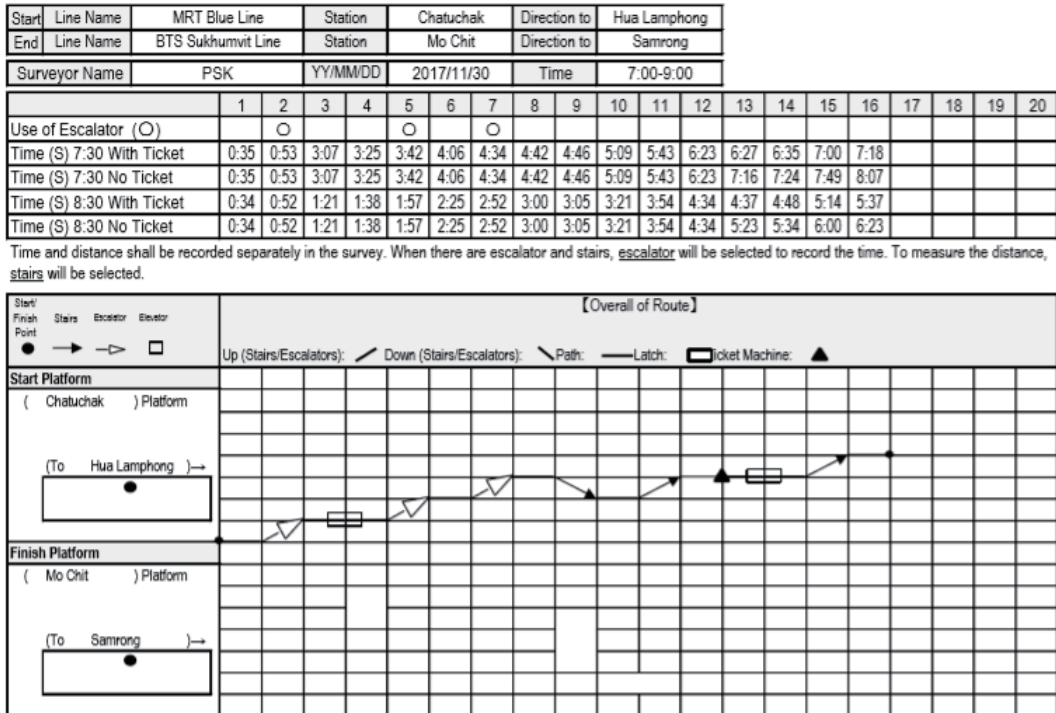 Start Line Name MRT Blue Line Station Chatuchak Direction to Hua Lamphong
End Line Name BTS Sukhumvit Line Station Mo Chit Direction to Samrong
Surveyor Name PSK YY/MM/DD 2017/11/30 Time 7:00-9:00
1 2 3 4 5 6 7 8 9 10 11 12 13 14 15 16 17 18 19 20
Use of Escalator (O) O O O
Time (S) 7:30 With Ticket 0:35 0:53 3:07 3:25 3:42 4:06 4:34 4:42 4:46 5:09 5:43 6:23 6:27 6:35 7:00 7:18
Time (S) 7:30 No Ticket 0:35 0:53 3:07 3:25 3:42 4:06 4:34 4:42 4:46 5:09 5:43 6:23 7:16 7:24 7:49 8:07
Time (S) 8:30 With Ticket 0:34 0:52 1:21 1:38 1:57 2:25 2:52 3:00 3:05 3:21 3:54 4:34 4:37 4:48 5:14 5:37
Time (S) 8:30 No Ticket 0:34 0:52 1:21 1:38 1:57 2:25 2:52 3:00 3:05 3:21 3:54 4:34 5:23 5:34 6:00 6:23
Time and distance shall be recorded separately in the survey. When there are escalator and stairs, escalator will be selected to record the time. To measure the distance,
stairs will be selected.
Start/
Finish
Point
Stairs Escalator Elevator
【Overall of Route】
Up (Stairs/Escalators): Down (Stairs/Escalators): Path: Latch: icket Machine:
Start Platform
( Chatuchak ) Platform
(To Hua Lamphong )→
Finish Platform
( Mo Chit ) Platform
(To Samrong )→